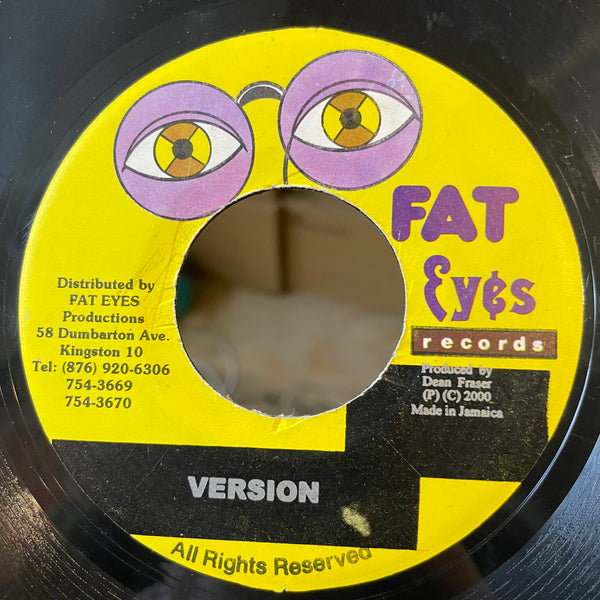 FAT
Ey¢s
records
Distributed by
FAT EYES
Productions
58 Dumbarton Ave.
Kingston 10
Tel: (876) 920-6306
754-3669
754-3670
Produced by
Dean Fraser
(P) (C) 2000
Made in Jamaica
VERSION
All Rights Reserved